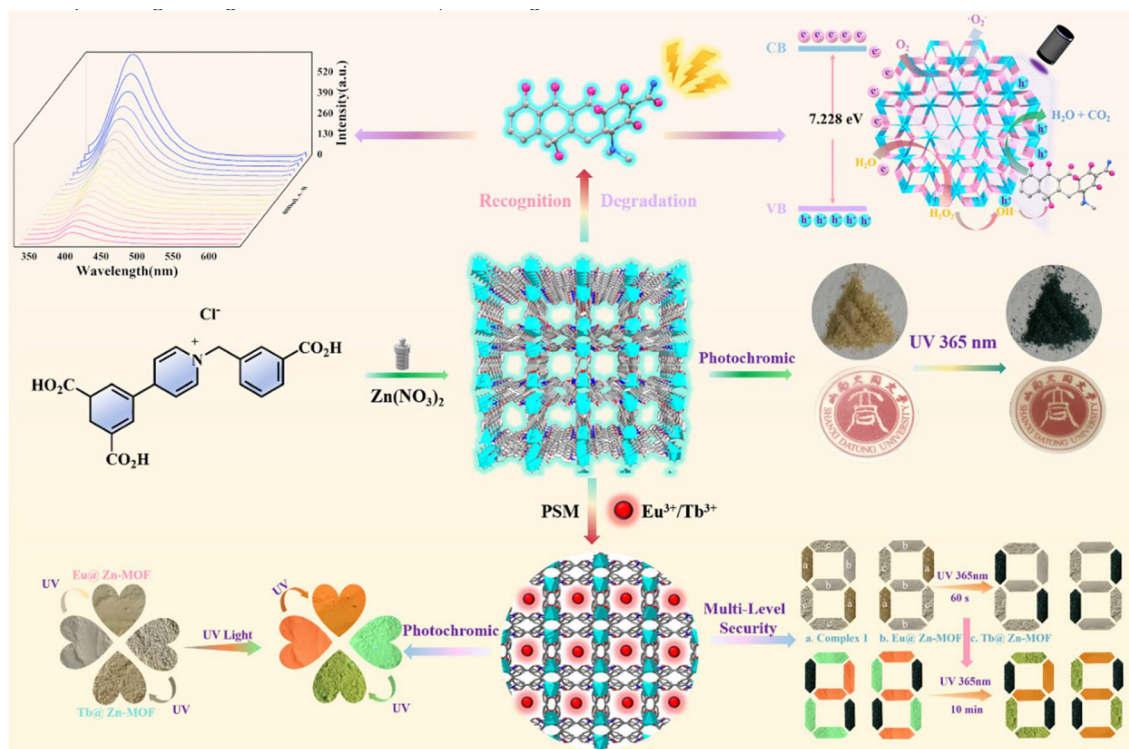 520
390
260
130
0
Intensity(a.u.)
350 400 450 500 550 600
Wavelength(nm)
Recognition
Degradation
CB
e⁻ e⁻ e⁻ e⁻ e⁻
7.228 eV
VB
h⁺ h⁺ h⁺ h⁺ h⁺
O₂
·O₂⁻
e⁻
e⁻
e⁻
e⁻
h⁺
h⁺
h⁺
h⁺
h⁺
H₂O + CO₂
H₂O
H₂O₂
OH·
Cl⁻
+
N
HO₂C
CO₂H
CO₂H
Zn(NO₃)₂
Photochromic
UV 365 nm
SHANXI DATONG UNIVERSITY
SHANXI DATONG UNIVERSITY
PSM
Eu³⁺/Tb³⁺
Eu@ Zn-MOF
UV
UV
Tb@ Zn-MOF
UV Light
UV
UV
Photochromic
Multi-Level
Security
c
a b
b
c a
c
b
c a
b
a b
c
UV 365nm
60 s
a. Complex 1 b. Eu@ Zn-MOF c. Tb@ Zn-MOF
UV 365nm
10 min